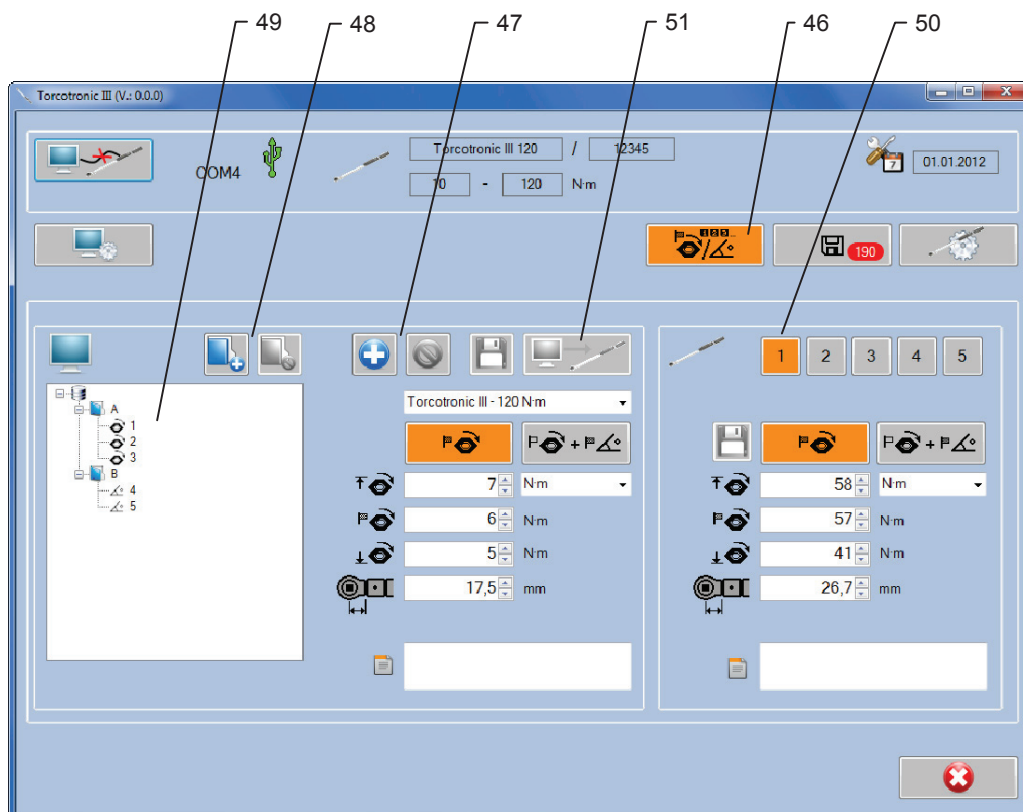 49 48 47 51 46 50
Torcotronic III (V.: 0.0.0)
COM4
Torcotronic III 120 / 12345
10 - 120 N·m
7
01.01.2012
190
1 2 3 4 5
A
1
2
3
B
4
5
Torcotronic III - 120 N·m
P + P
7 N·m
6 N·m
5 N·m
17,5 mm
P + P
58 N·m
57 N·m
41 N·m
26,7 mm